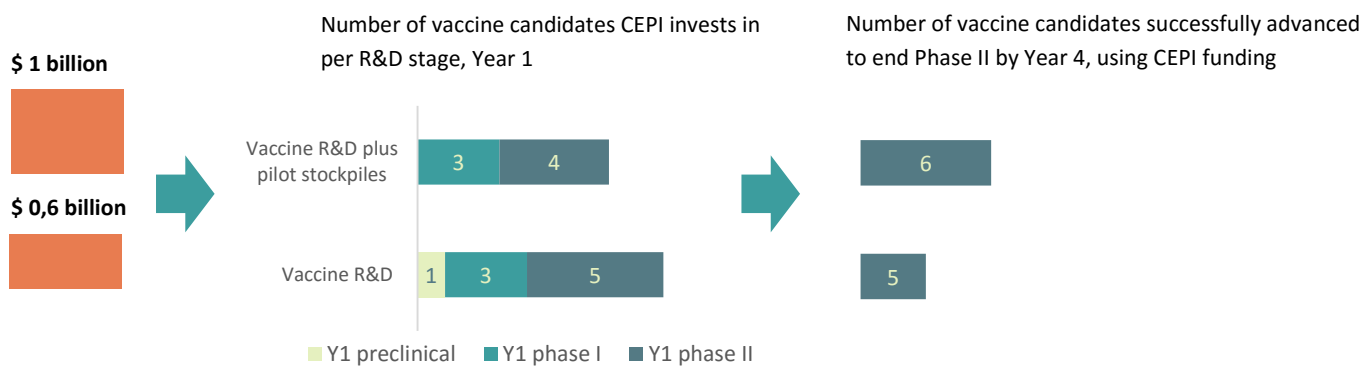 Number of vaccine candidates CEPI invests in
per R&D stage, Year 1
Number of vaccine candidates successfully advanced
to end Phase II by Year 4, using CEPI funding
$ 1 billion
$ 0,6 billion
Vaccine R&D plus
pilot stockpiles
3
4
6
Vaccine R&D
1
3
5
5
Y1 preclinical
Y1 phase I
Y1 phase II